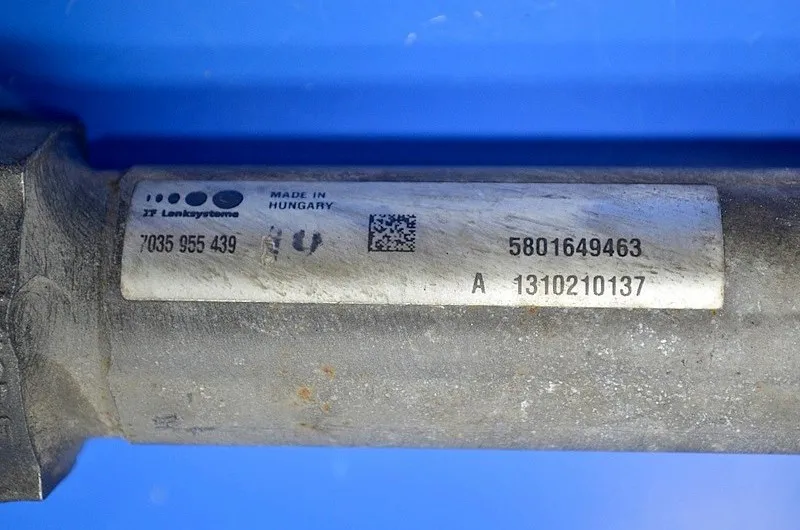 ZF Lenksysteme
MADE IN
HUNGARY
7035 955 439
5801649463
A 1310210137